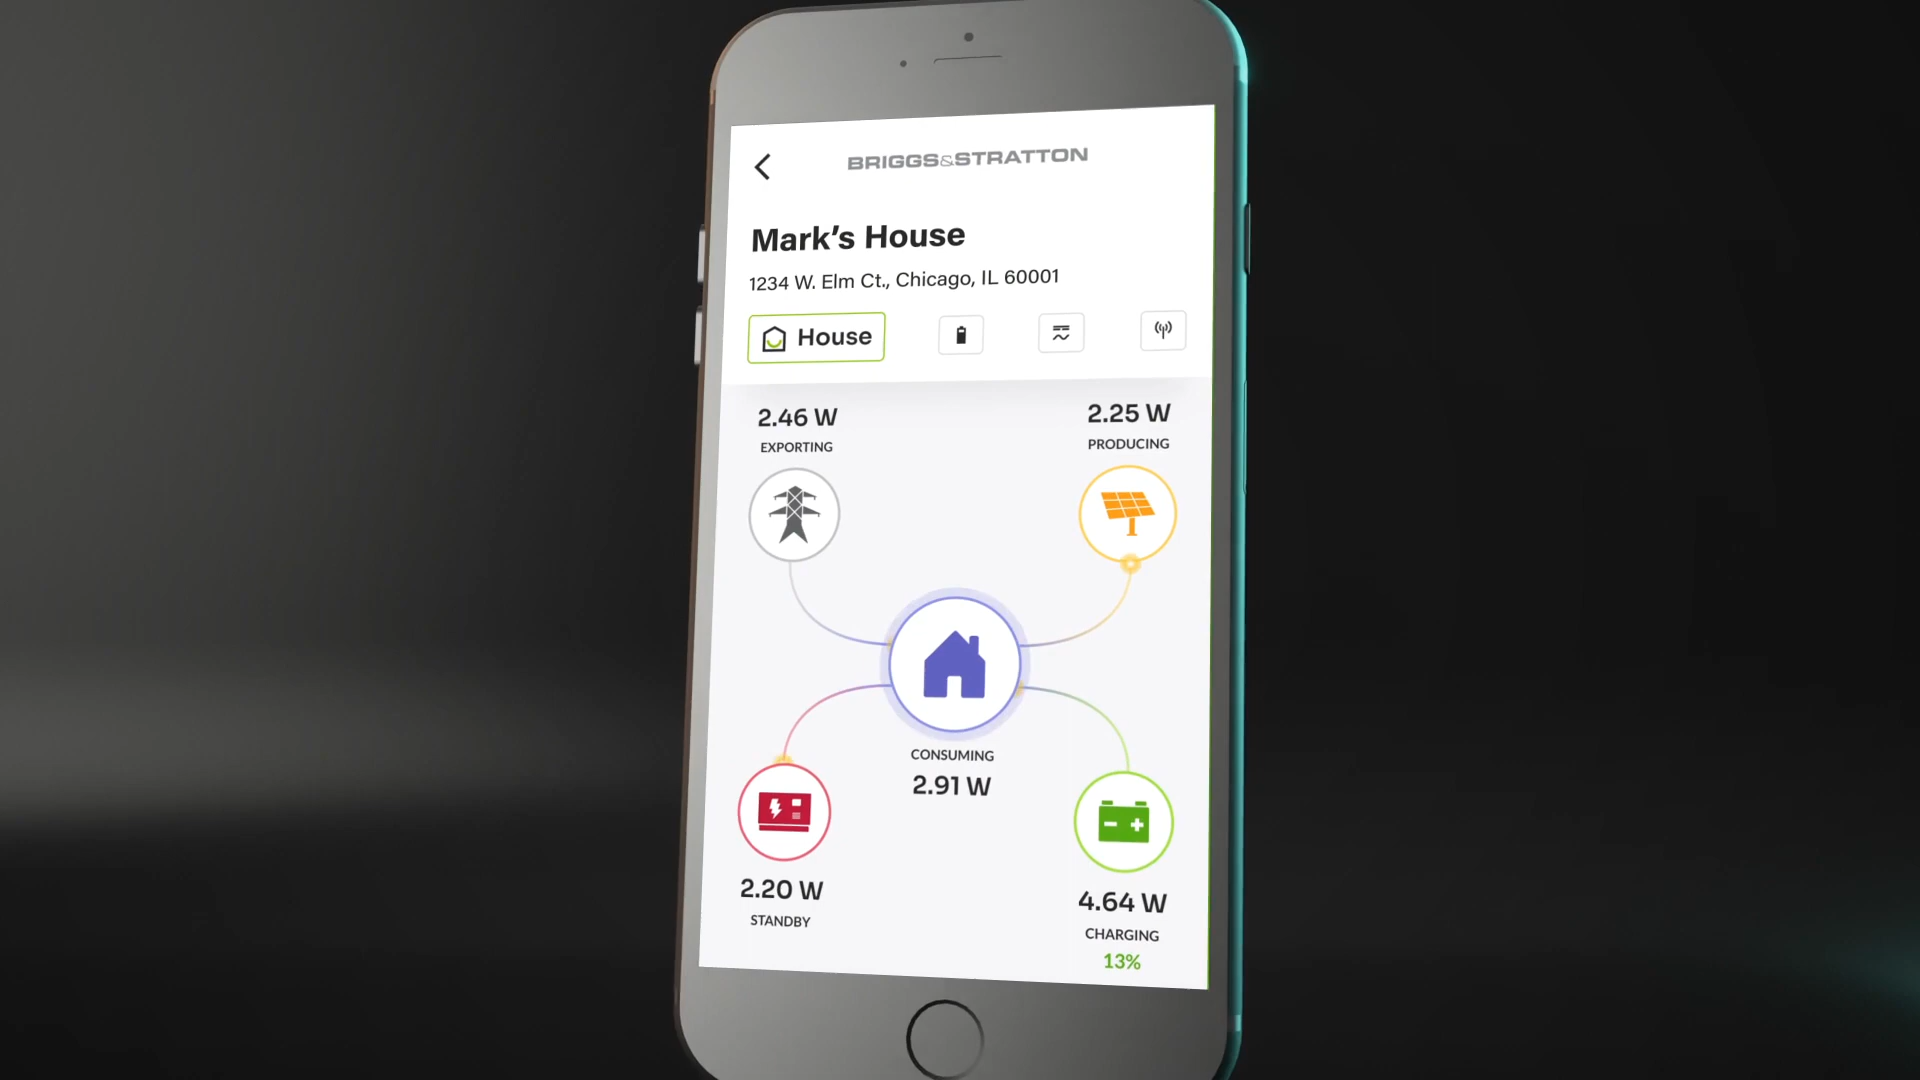 BRIGGS&STRATTON
Mark's House
1234 W. Elm Ct., Chicago, IL 60001
House
2.46 W
EXPORTING
2.25 W
PRODUCING
CONSUMING
2.91 W
2.20 W
STANDBY
4.64 W
CHARGING
13%